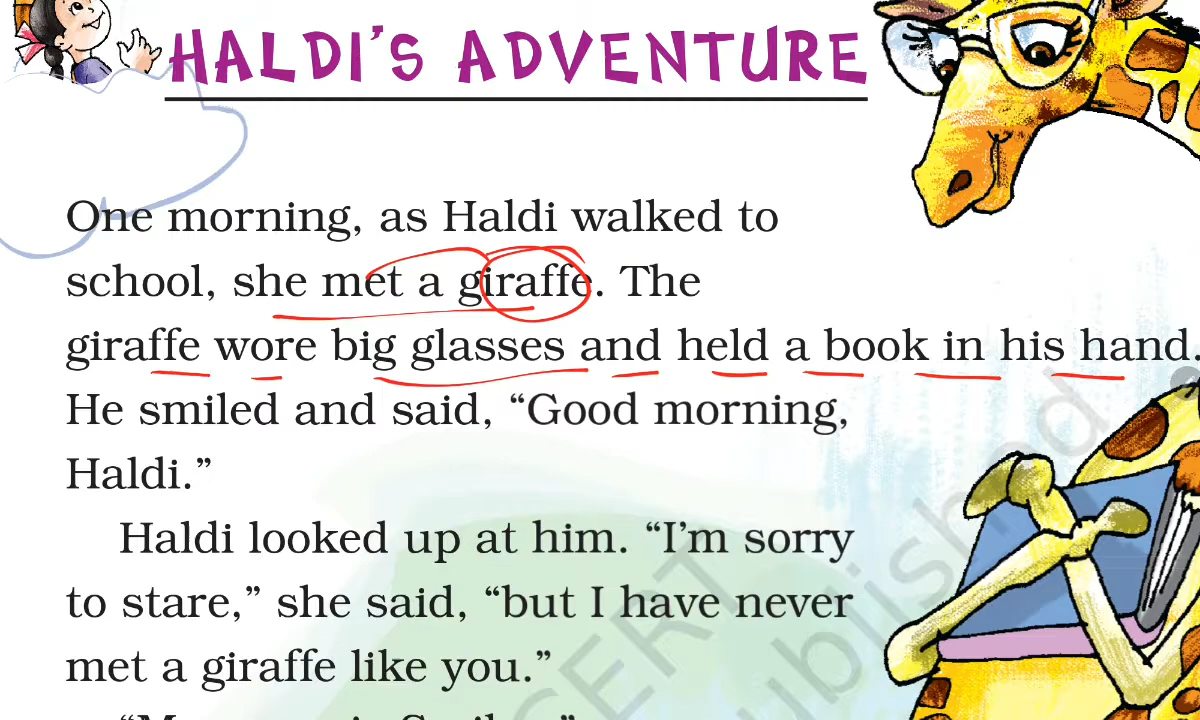 HALDI'S ADVENTURE
One morning, as Haldi walked to
school, she met a giraffe. The
giraffe wore big glasses and held a book in his hand.
He smiled and said, “Good morning,
Haldi.”
Haldi looked up at him. “I'm sorry
to stare,” she said, “but I have never
met a giraffe like you.”